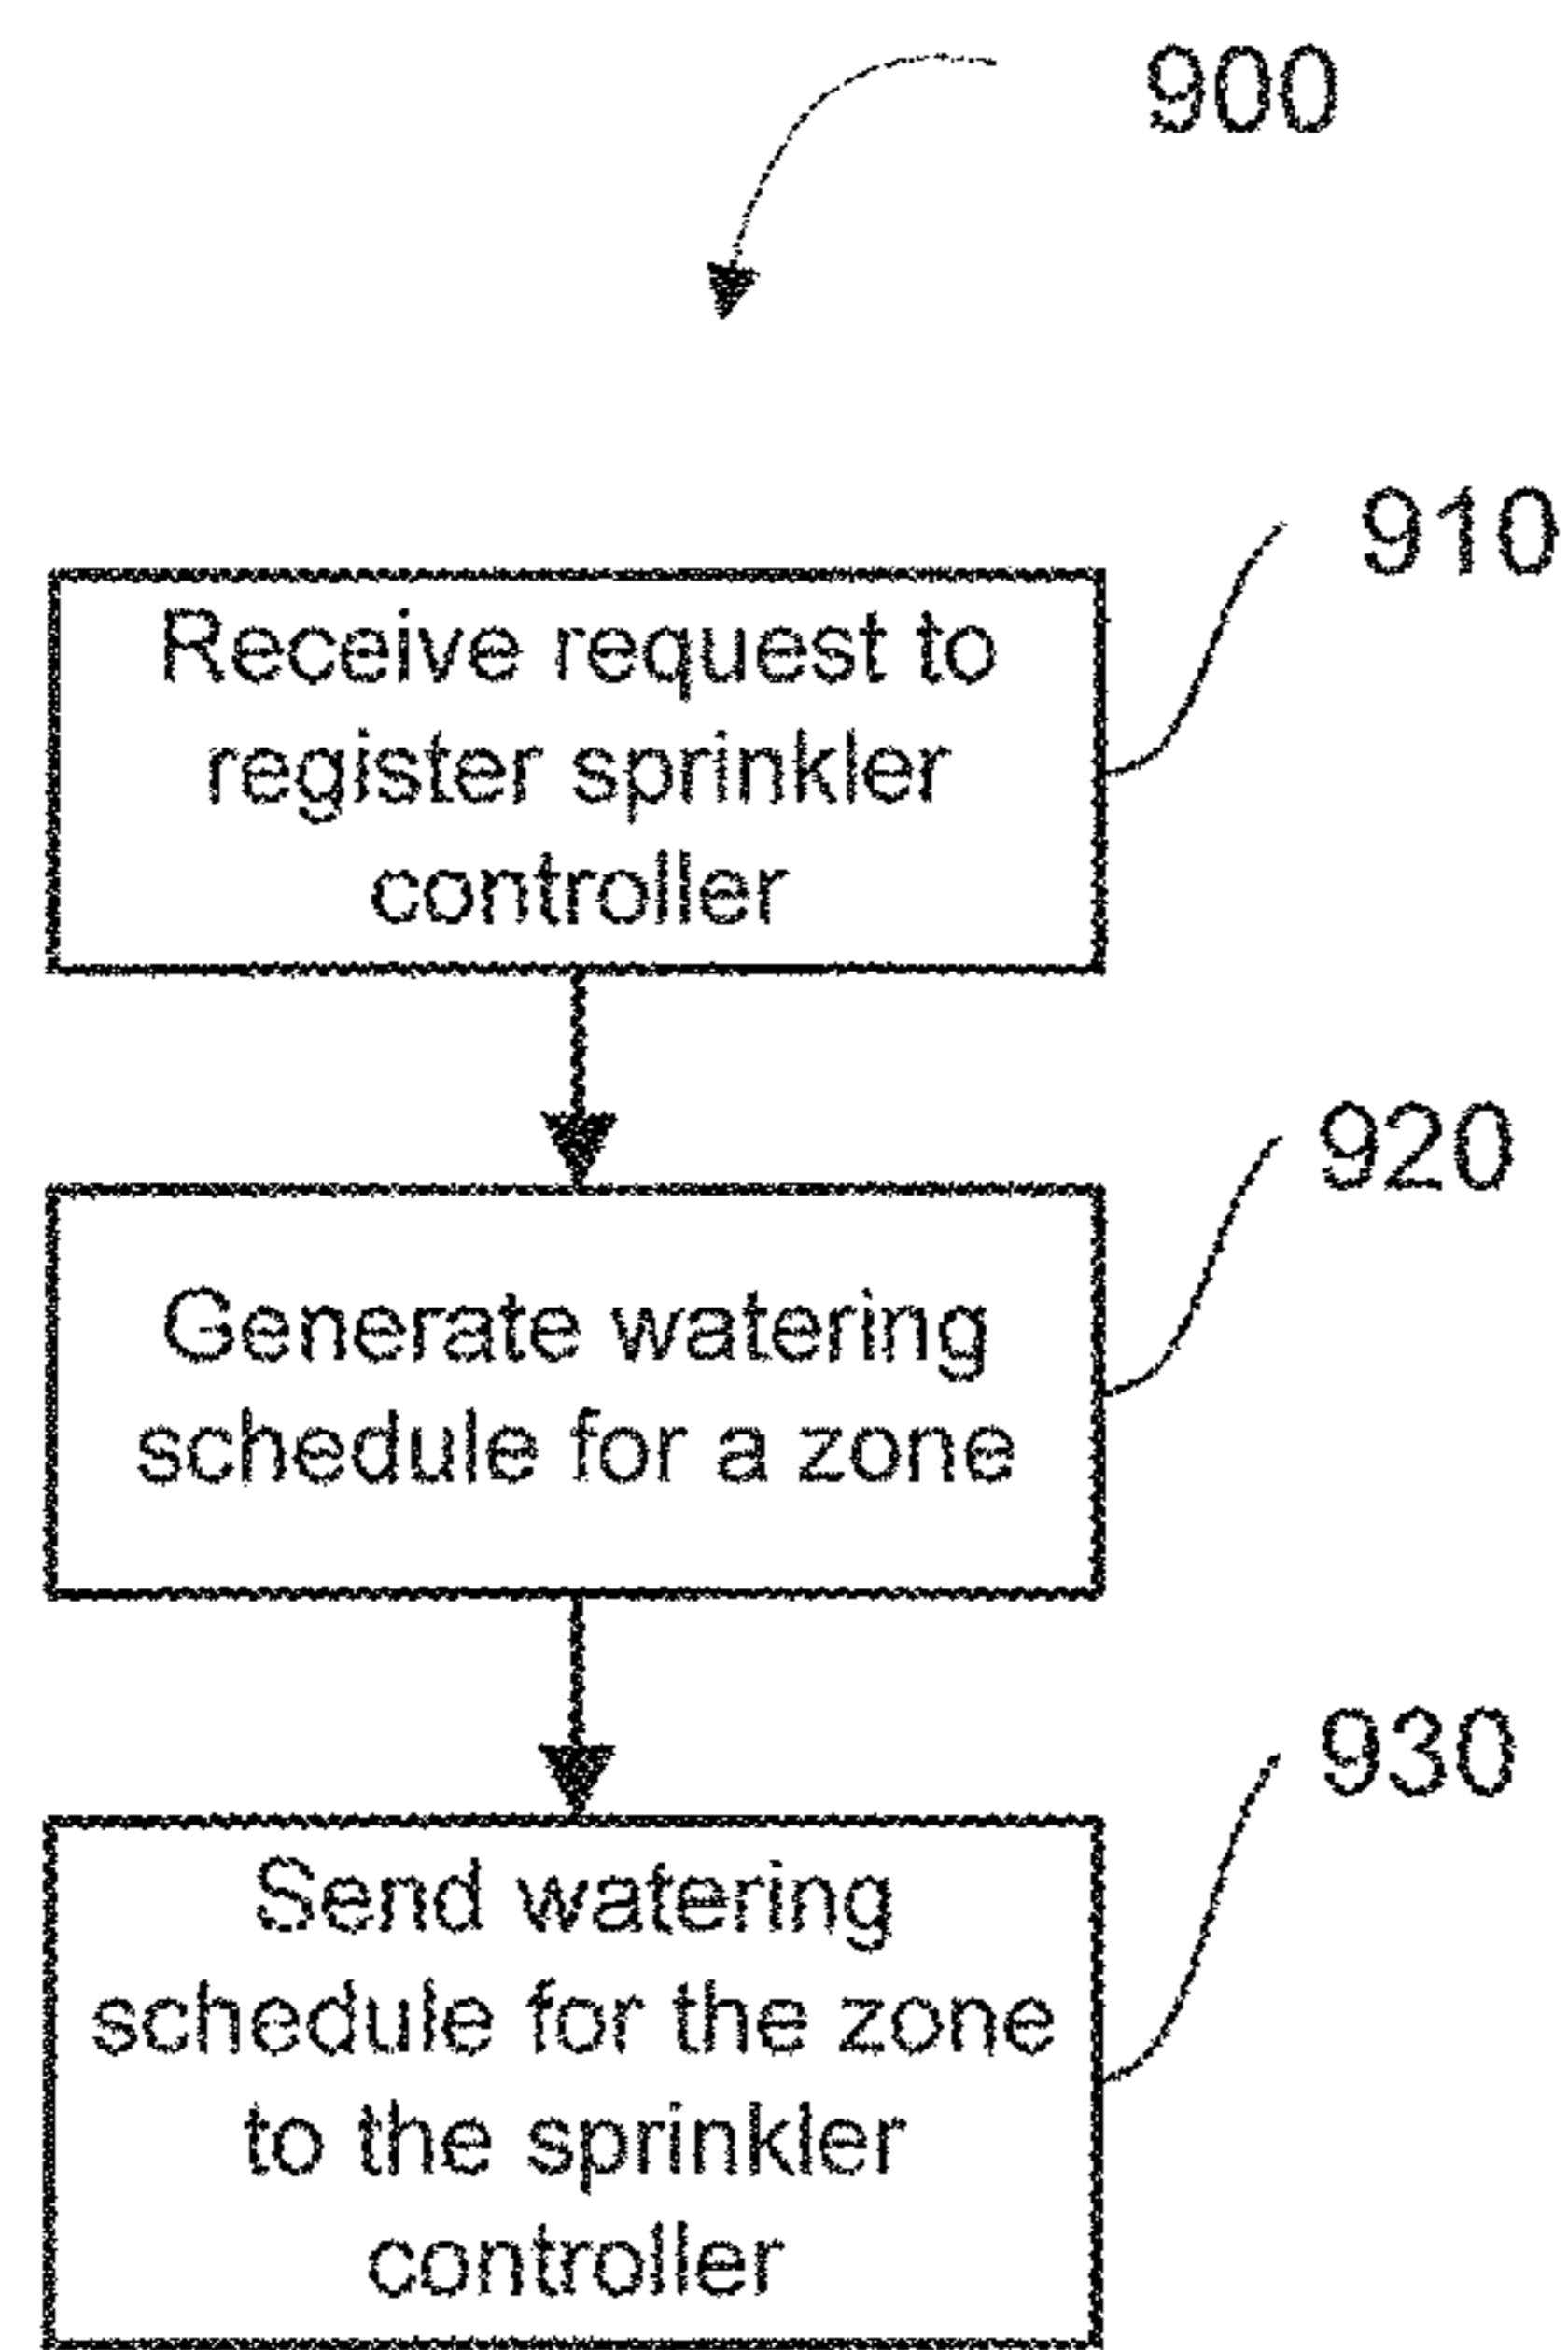 900
910
Receive request to
register sprinkler
controller
920
Generate watering
schedule for a zone
930
Send watering
schedule for the zone
to the sprinkler
controller